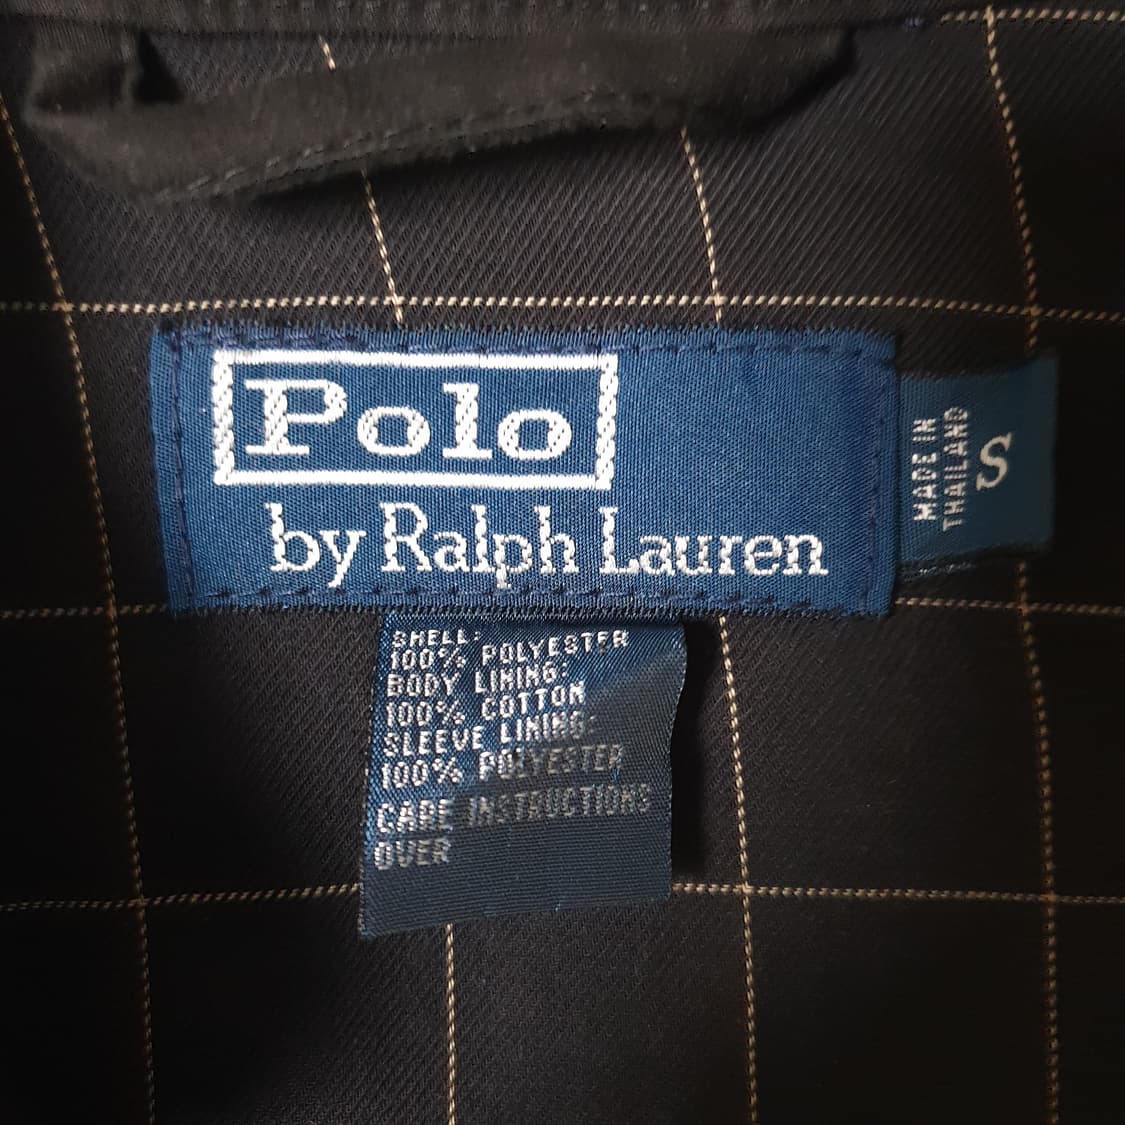 Polo
by Ralph Lauren
MADE IN
THAILAND
S
SHELL:
100% POLYESTER
BODY LINING:
100% COTTON
SLEEVE LINING:
100% POLYESTER
CARE INSTRUCTIONS
OVER